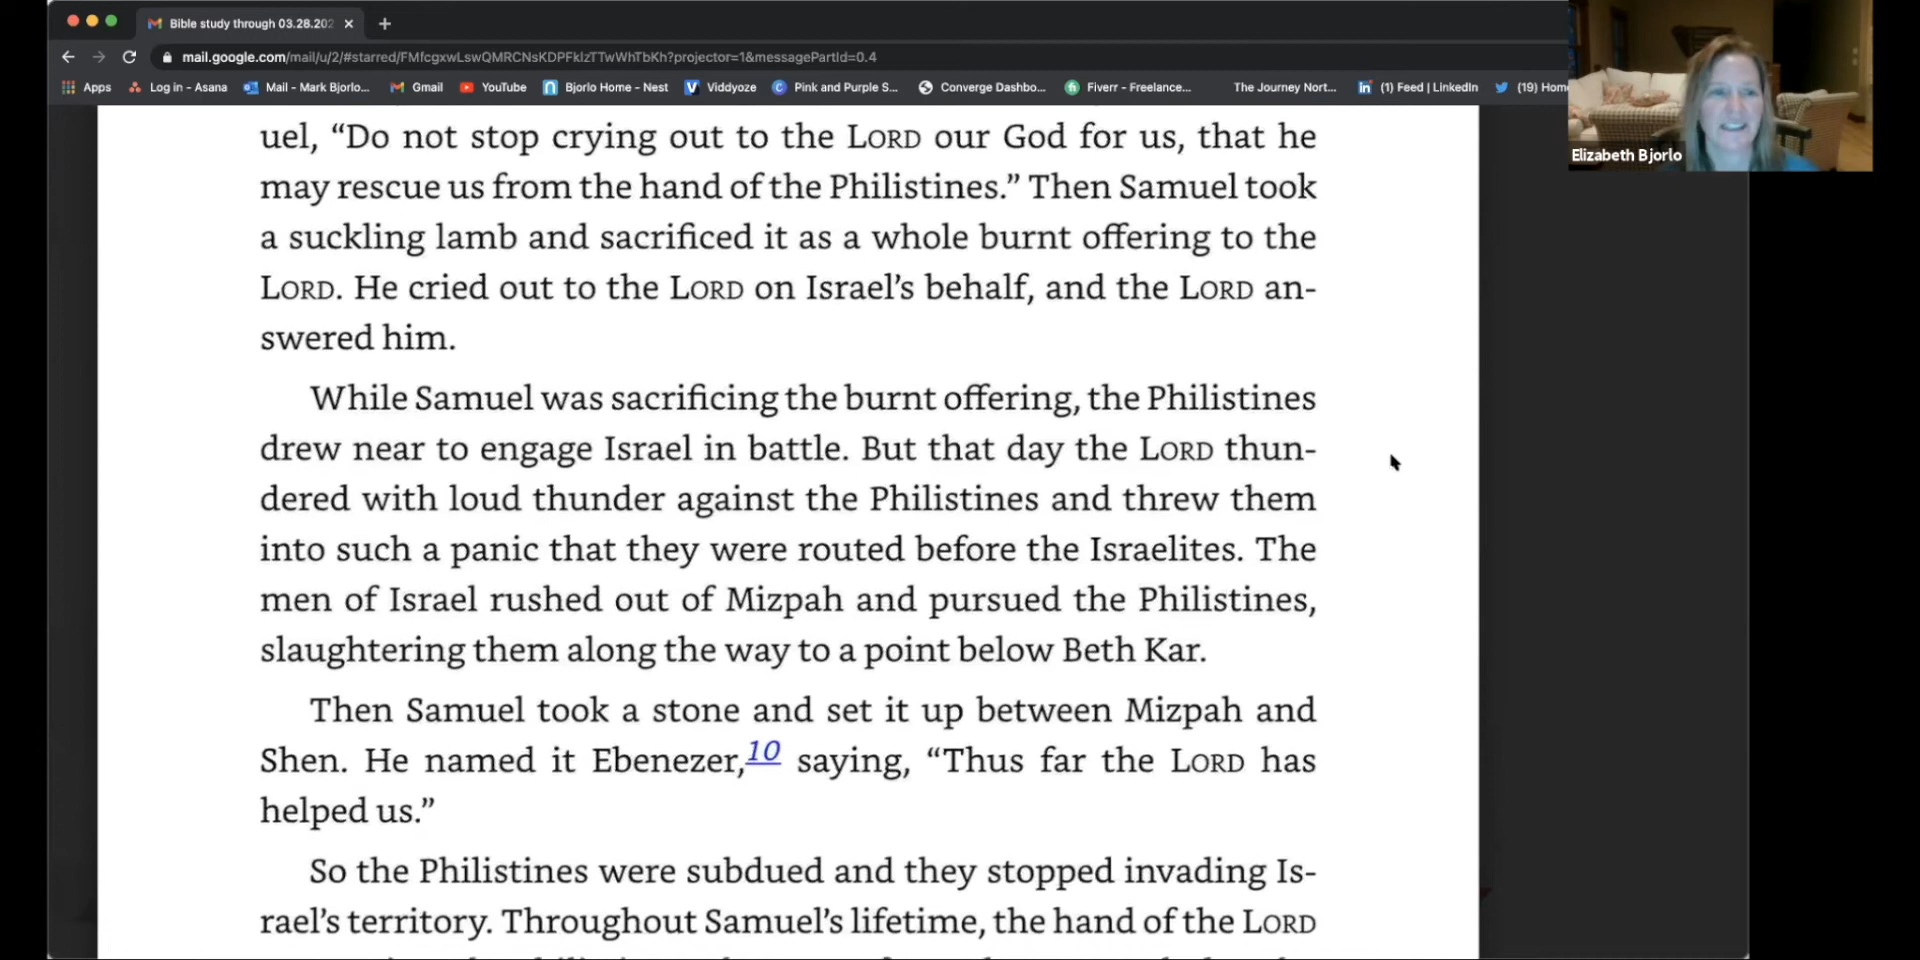 Bible study through 03.28.202
mail.google.com/mail/u/2/#starred/FMfcgxwLswQMRCNsKDPFklzTTwWhTbKh?projector=1&messagePartId=0.4
Apps Log in – Asana Mail – Mark Bjorlo... Gmail YouTube Bjorlo Home – Nest Viddyoze Pink and Purple S... Converge Dashbo... Fiverr – Freelance... The Journey Nort... (1) Feed | LinkedIn (19) Hom
Elizabeth Bjorlo
uel, “Do not stop crying out to the LORD our God for us, that he
may rescue us from the hand of the Philistines.” Then Samuel took
a suckling lamb and sacrificed it as a whole burnt offering to the
LORD. He cried out to the LORD on Israel’s behalf, and the LORD an-
swered him.
While Samuel was sacrificing the burnt offering, the Philistines
drew near to engage Israel in battle. But that day the LORD thun-
dered with loud thunder against the Philistines and threw them
into such a panic that they were routed before the Israelites. The
men of Israel rushed out of Mizpah and pursued the Philistines,
slaughtering them along the way to a point below Beth Kar.
Then Samuel took a stone and set it up between Mizpah and
Shen. He named it Ebenezer,10 saying, “Thus far the LORD has
helped us.”
So the Philistines were subdued and they stopped invading Is-
rael’s territory. Throughout Samuel’s lifetime, the hand of the LORD